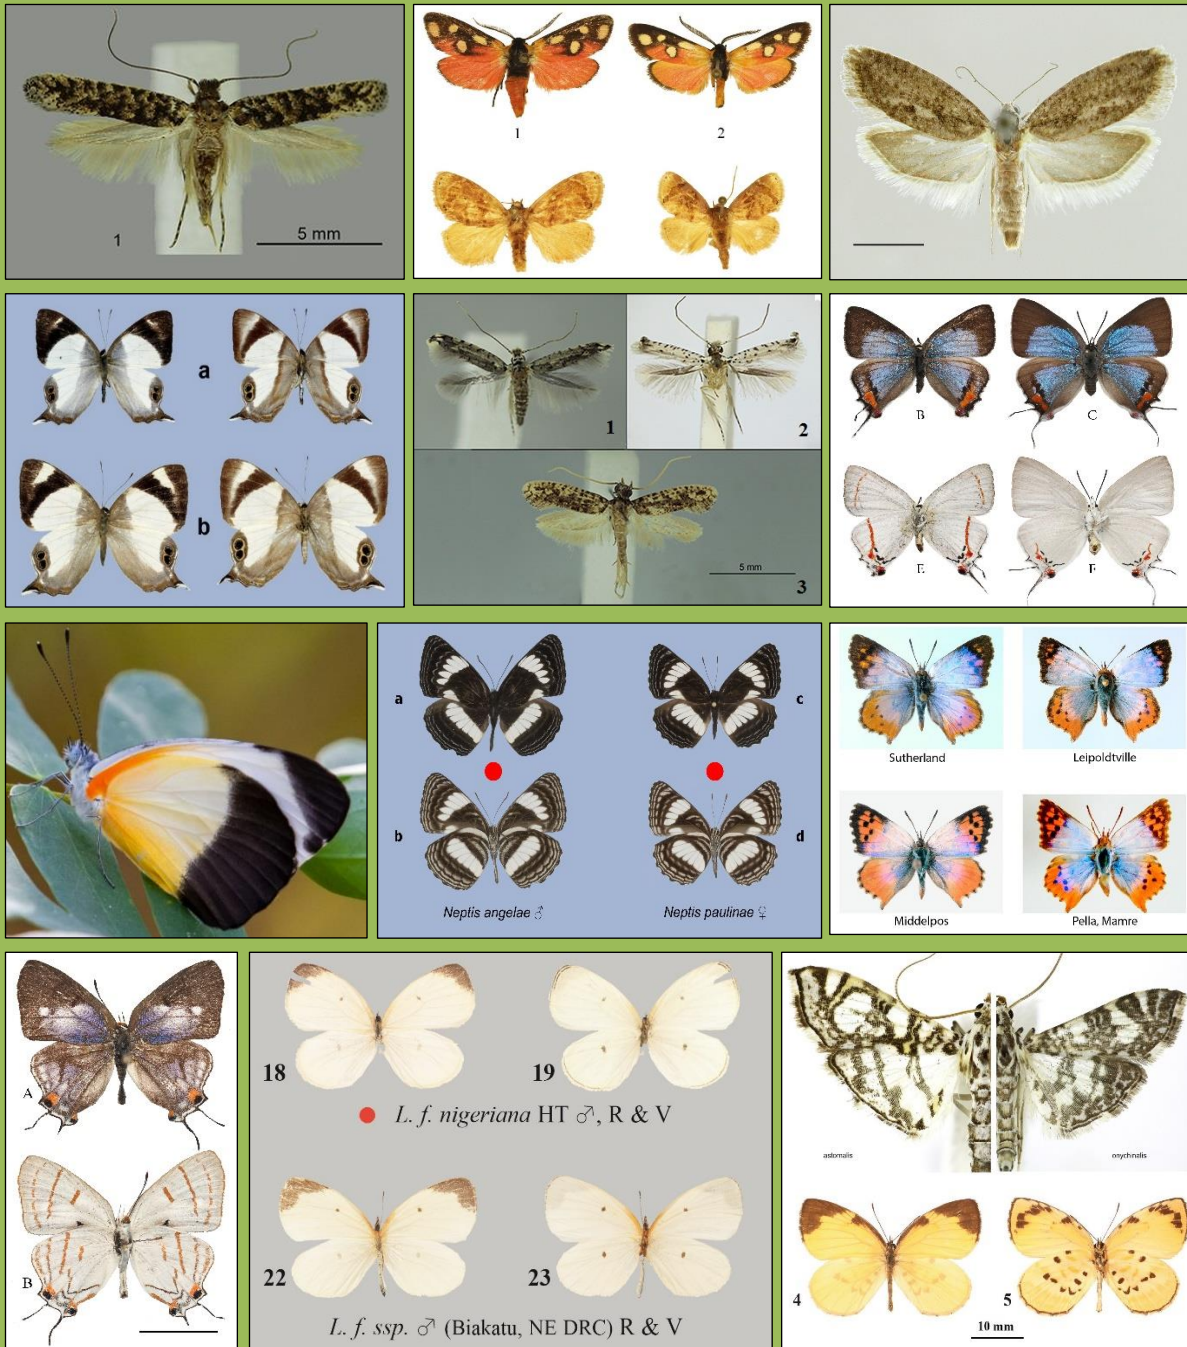 1
5 mm
1
2
a
b
1
2
3
5 mm
B
C
E
F
a
b
c
d
Neptis angelae ♂
Neptis paulinae ♀
Sutherland
Leipoldtville
Middelpos
Pella, Mamre
A
B
18
19
L. f. nigeriana HT ♂, R & V
22
23
L. f. ssp. ♂ (Biakatu, NE DRC) R & V
astomalis
onychnalis
4
5
10 mm